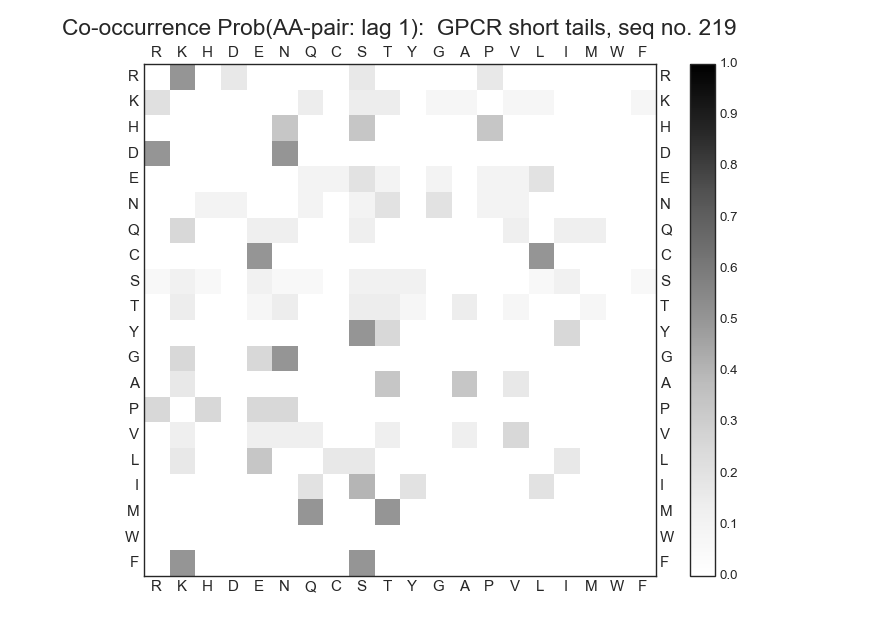 Co-occurrence Prob(AA-pair: lag 1):  GPCR short tails, seq no. 219
R K H D E N Q C S T Y G A P V L I M W F
R R 1.0
K K 0.9
H H
D D 0.8
E E
N N 0.7
Q Q
C C 0.6
S S
T T 0.5
Y Y
G G 0.4
A A
P P 0.3
V V
L L 0.2
I I
M M 0.1
W W
F F 0.0
R K H D E N Q C S T Y G A P V L I M W F